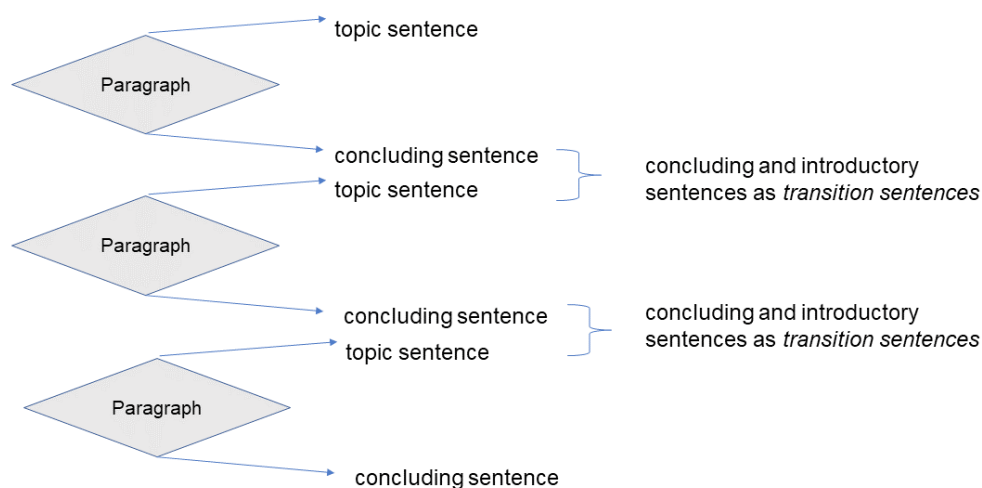 topic sentence
Paragraph
concluding sentence
topic sentence
concluding and introductory
sentences as transition sentences
Paragraph
concluding sentence
topic sentence
concluding and introductory
sentences as transition sentences
Paragraph
concluding sentence